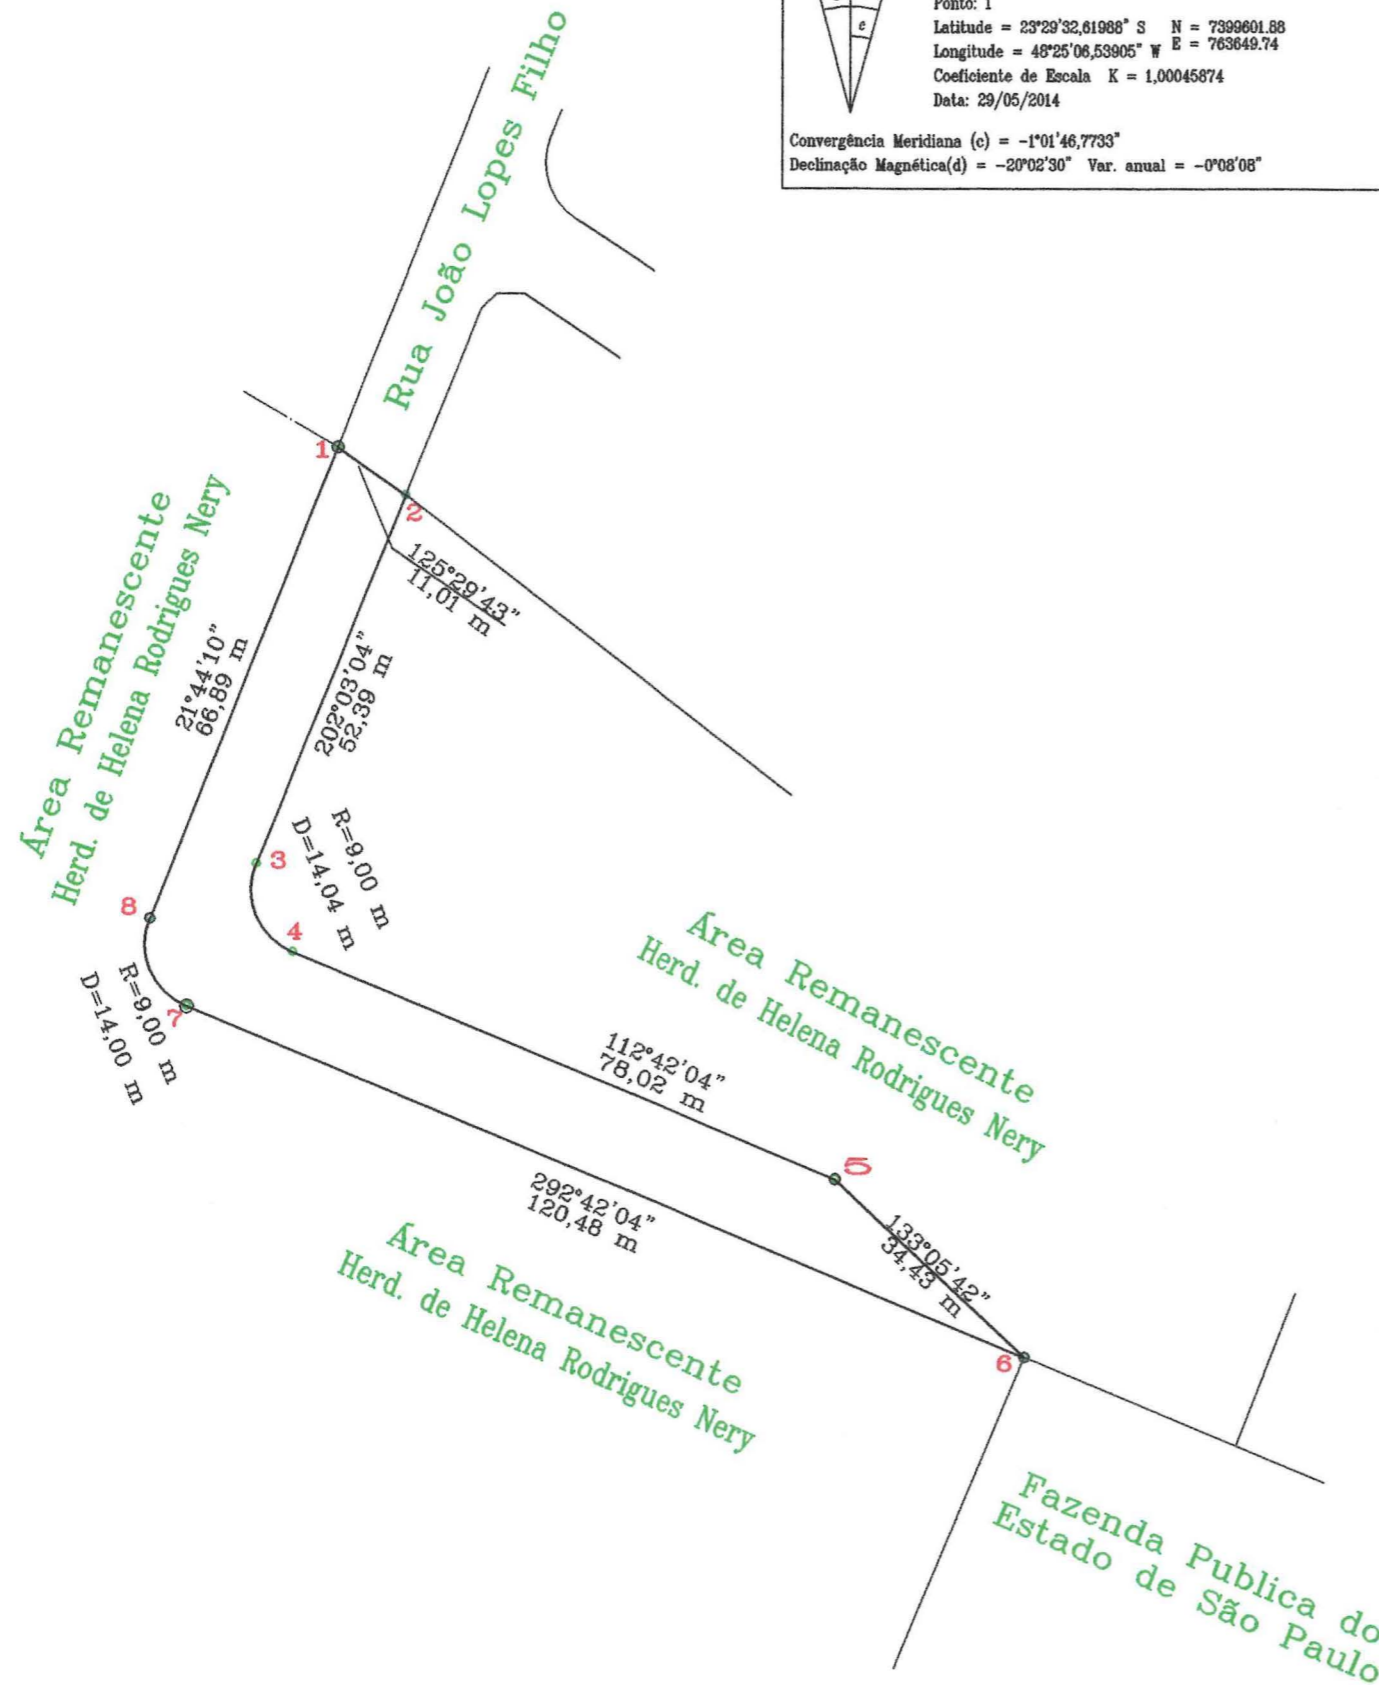 Ponto: 1
Latitude = 23°29'32,61988" S N = 7399601.88
Longitude = 48°25'06,53905" W E = 763649.74
Coeficiente de Escala K = 1,00045874
Data: 29/05/2014
Convergência Meridiana (c) = -1°01'46,7733"
Declinação Magnética(d) = -20°02'30" Var. anual = -0°08'08"
c
Rua João Lopes Filho
1
2
125°29'43"
11,01 m
Área Remanescente
Herd. de Helena Rodrigues Nery
21°44'10"
66,89 m
202°03'04"
52,39 m
3
R=9,00 m
D=14,04 m
4
8
7
R=9,00 m
D=14,00 m
Área Remanescente
Herd. de Helena Rodrigues Nery
112°42'04"
78,02 m
5
292°42'04"
120,48 m
133°05'42"
34,43 m
Área Remanescente
Herd. de Helena Rodrigues Nery
6
Fazenda Publica do
Estado de São Paulo